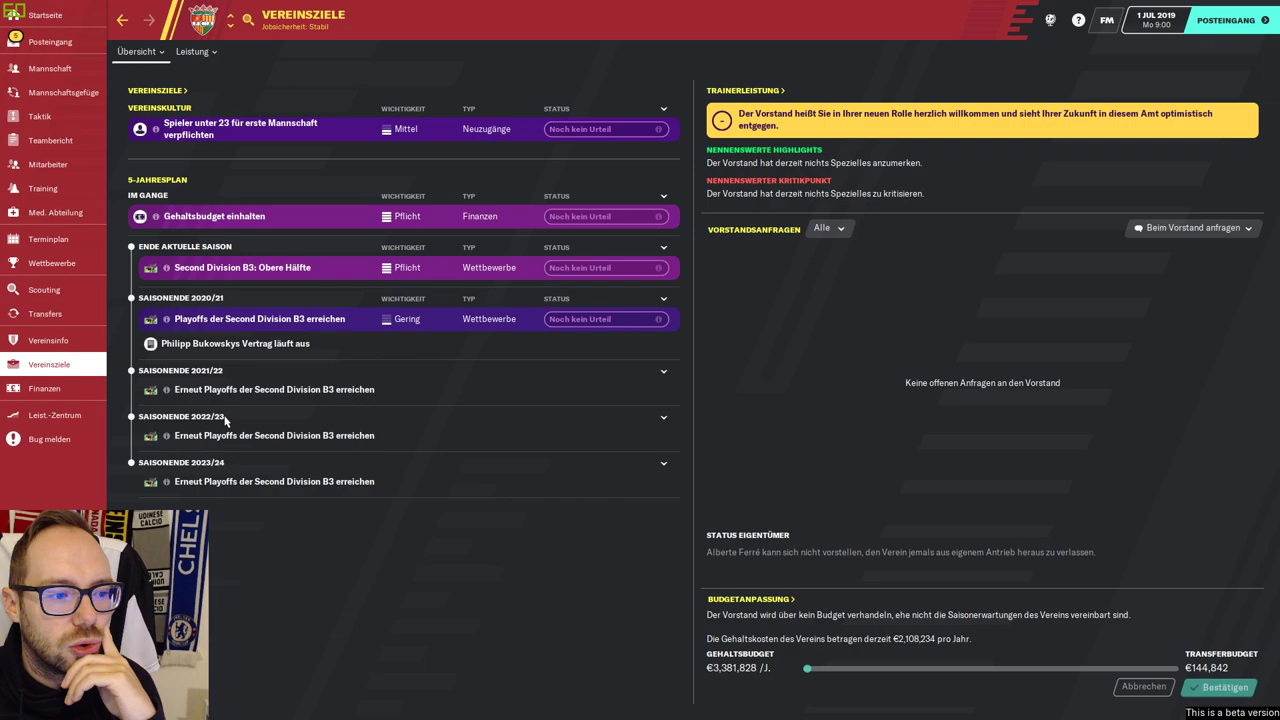 Startseite
5
Posteingang
Mannschaft
Mannschaftsgefüge
Taktik
Teambericht
Mitarbeiter
Training
Med. Abteilung
Terminplan
Wettbewerbe
Scouting
Transfers
Vereinsinfo
Vereinsziele
Finanzen
Leist.-Zentrum
Bug melden
VEREINSZIELE
Jobsicherheit: Stabil
?
FM
1 JUL 2019
Mo 9:00
POSTEINGANG
Übersicht
Leistung
VEREINSZIELE >
VEREINSKULTUR WICHTIGKEIT TYP STATUS
Spieler unter 23 für erste Mannschaft
verpflichten
Mittel Neuzugänge Noch kein Urteil
5-JAHRESPLAN
IM GANGE WICHTIGKEIT TYP STATUS
Gehaltsbudget einhalten Pflicht Finanzen Noch kein Urteil
ENDE AKTUELLE SAISON WICHTIGKEIT TYP STATUS
Second Division B3: Obere Hälfte Pflicht Wettbewerbe Noch kein Urteil
SAISONENDE 2020/21 WICHTIGKEIT TYP STATUS
Playoffs der Second Division B3 erreichen Gering Wettbewerbe Noch kein Urteil
Philipp Bukowskys Vertrag läuft aus
SAISONENDE 2021/22
Erneut Playoffs der Second Division B3 erreichen
SAISONENDE 2022/23
Erneut Playoffs der Second Division B3 erreichen
SAISONENDE 2023/24
Erneut Playoffs der Second Division B3 erreichen
TRAINERLEISTUNG >
Der Vorstand heißt Sie in Ihrer neuen Rolle herzlich willkommen und sieht Ihrer Zukunft in diesem Amt optimistisch
entgegen.
NENNENSWERTE HIGHLIGHTS
Der Vorstand hat derzeit nichts Spezielles anzumerken.
NENNENSWERTER KRITIKPUNKT
Der Vorstand hat derzeit nichts Spezielles zu kritisieren.
VORSTANDSANFRAGEN Alle Beim Vorstand anfragen
Keine offenen Anfragen an den Vorstand
STATUS EIGENTÜMER
Alberte Ferré kann sich nicht vorstellen, den Verein jemals aus eigenem Antrieb heraus zu verlassen.
BUDGETANPASSUNG >
Der Vorstand wird über kein Budget verhandeln, ehe nicht die Saisonerwartungen des Vereins vereinbart sind.
Die Gehaltskosten des Vereins betragen derzeit €2,108,234 pro Jahr.
GEHALTSBUDGET TRANSFERBUDGET
€3,381,828 /J. €144,842
Abbrechen Bestätigen
This is a beta version
UDINESE
CALCIO
CHELS